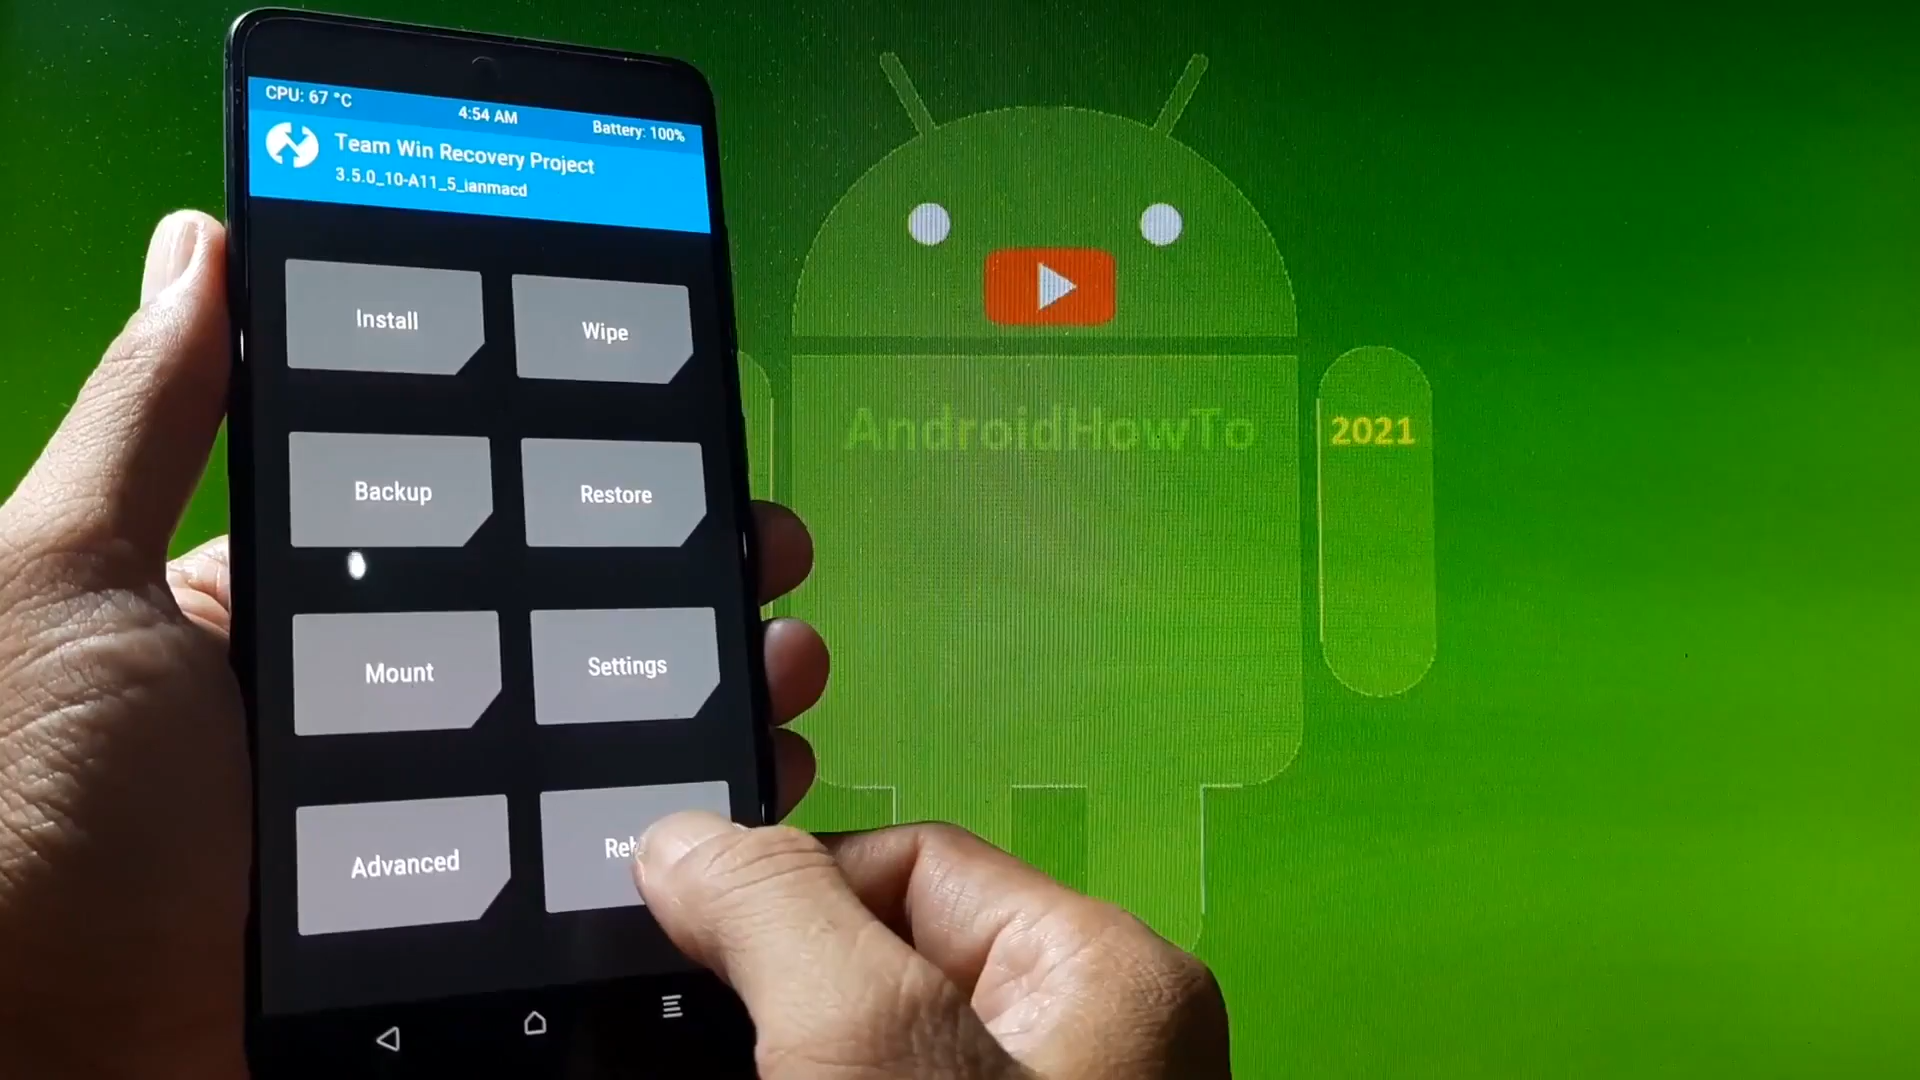 CPU: 67 °C
4:54 AM
Battery: 100%
Team Win Recovery Project
3.5.0_10-A11_5_ianmacd
Install
Wipe
Backup
Restore
Mount
Settings
Advanced
AndroidHowTo
2021